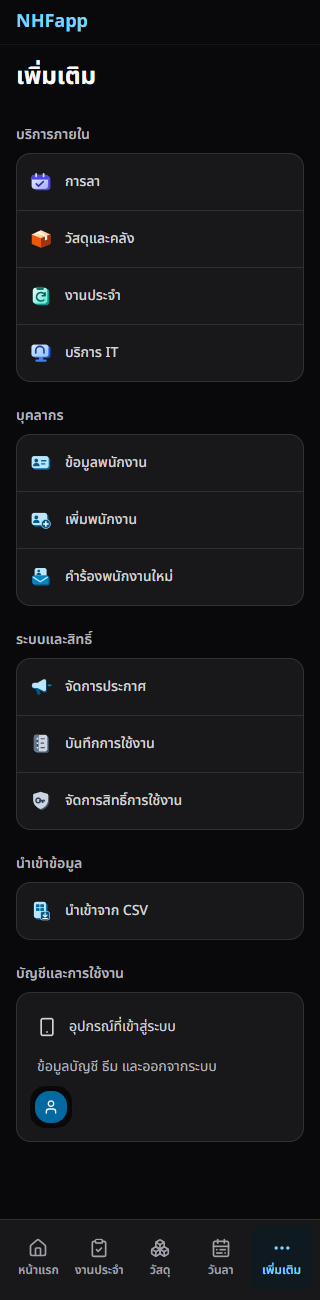 NHFapp
เพิ่มเติม
บริการภายใน
การลา
วัสดุและคลัง
งานประจำ
บริการ IT
บุคลากร
ข้อมูลพนักงาน
เพิ่มพนักงาน
คำร้องพนักงานใหม่
ระบบและสิทธิ์
จัดการประกาศ
บันทึกการใช้งาน
จัดการสิทธิ์การใช้งาน
นำเข้าข้อมูล
นำเข้าจาก CSV
บัญชีและการใช้งาน
อุปกรณ์ที่เข้าสู่ระบบ
ข้อมูลบัญชี ธีม และออกจากระบบ
หน้าแรก งานประจำ วัสดุ วันลา เพิ่มเติม